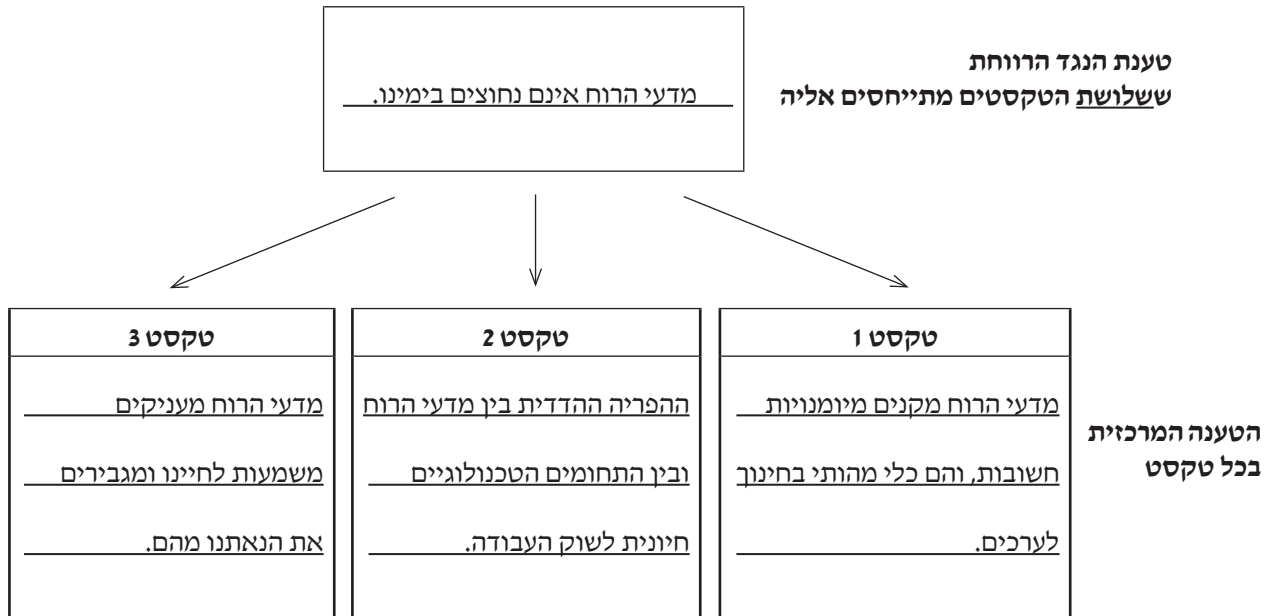 טענת הנגד הרווחת
ששלושת הטקסטים מתייחסים אליה
מדעי הרוח אינם נחוצים בימינו.
הטענה המרכזית
בכל טקסט
טקסט 1
מדעי הרוח מקנים מיומנויות
חשובות, והם כלי מהותי בחינוך
לערכים.
טקסט 2
ההפריה ההדדית בין מדעי הרוח
ובין התחומים הטכנולוגיים
חיונית לשוק העבודה.
טקסט 3
מדעי הרוח מעניקים
משמעות לחיינו ומגבירים
את הנאתנו מהם.